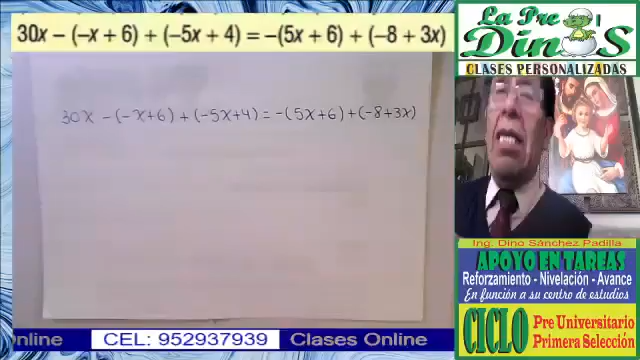 30x – (–x + 6) + (–5x + 4) = –(5x + 6) + (–8 + 3x)
30x – (–x+6) + (–5x+4) = –(5x+6) + (–8+3x)
La Pre
DinoS
CLASES PERSONALIZADAS
Ing. Dino Sánchez Padilla
APOYO EN TAREAS
Reforzamiento - Nivelación - Avance
En función a su centro de estudios
CICLO
Pre Universitario
Primera Selección
Online
CEL: 952937939
Clases Online